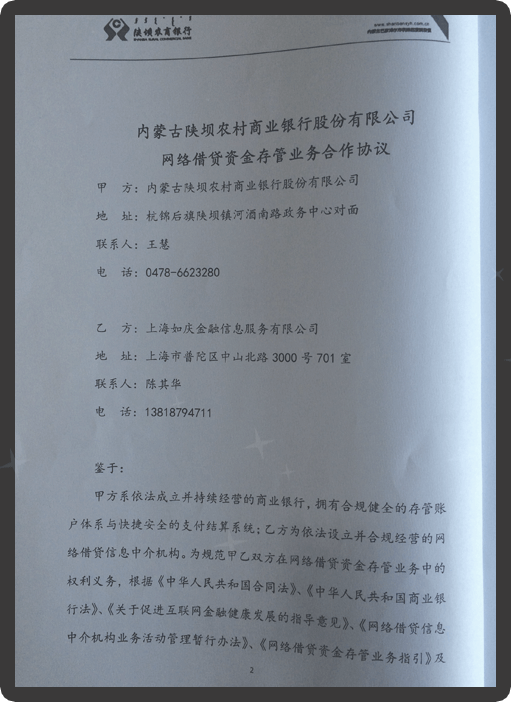 陕坝农商银行
内蒙古陕坝农村商业银行股份有限公司
网络借贷资金存管业务合作协议
甲 方：内蒙古陕坝农村商业银行股份有限公司
地 址：杭锦后旗陕坝镇河酒南路政务中心对面
联系人：王慧
电 话：0478-6623280
乙 方：上海如庆金融信息服务有限公司
地 址：上海市普陀区中山北路 3000 号 701 室
联系人：陈其华
电 话：13818794711
鉴于：
甲方系依法成立并持续经营的商业银行，拥有合规健全的存管账
户体系与快捷安全的支付结算系统；乙方为依法设立并合规经营的网
络借贷信息中介机构。为规范甲乙双方在网络借贷资金存管业务中的
权利义务，根据《中华人民共和国合同法》、《中华人民共和国商业银
行法》、《关于促进互联网金融健康发展的指导意见》、《网络借贷信息
中介机构业务活动管理暂行办法》、《网络借贷资金存管业务指引》及
2